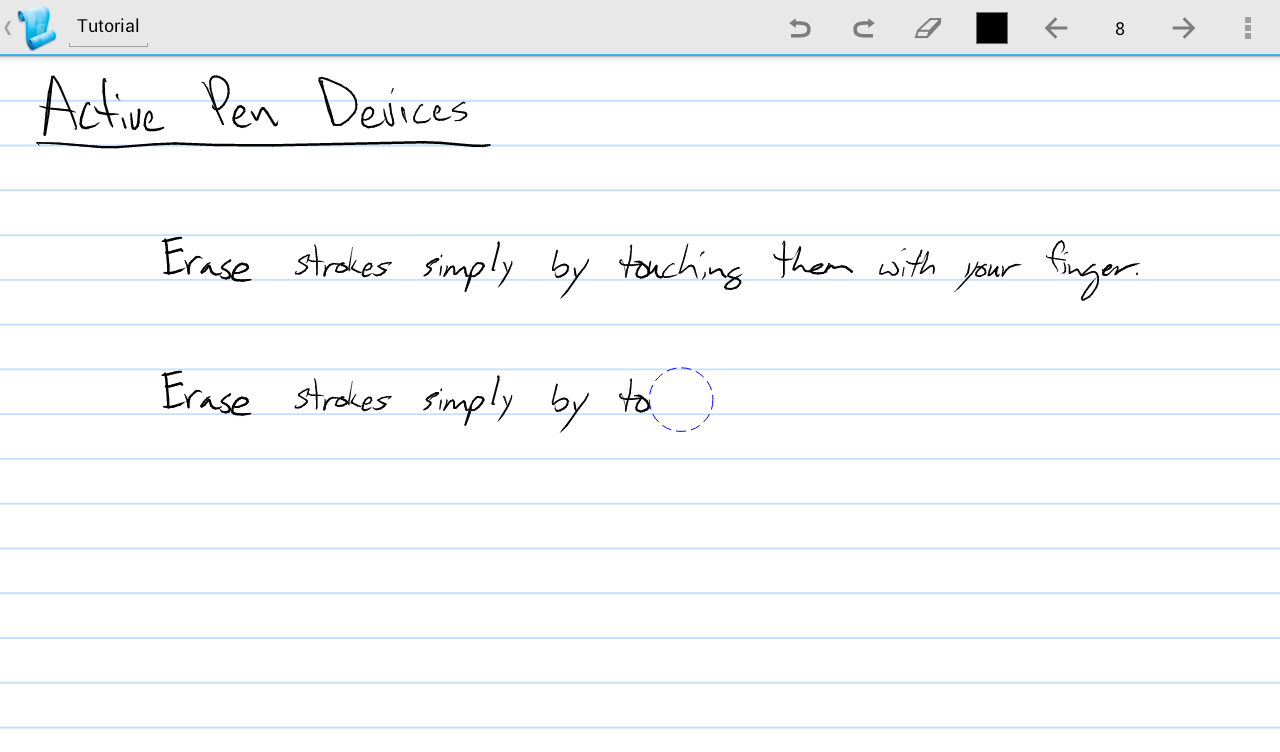 Tutorial
8
Active Pen Devices
Erase strokes simply by touching them with your finger.
Erase strokes simply by to